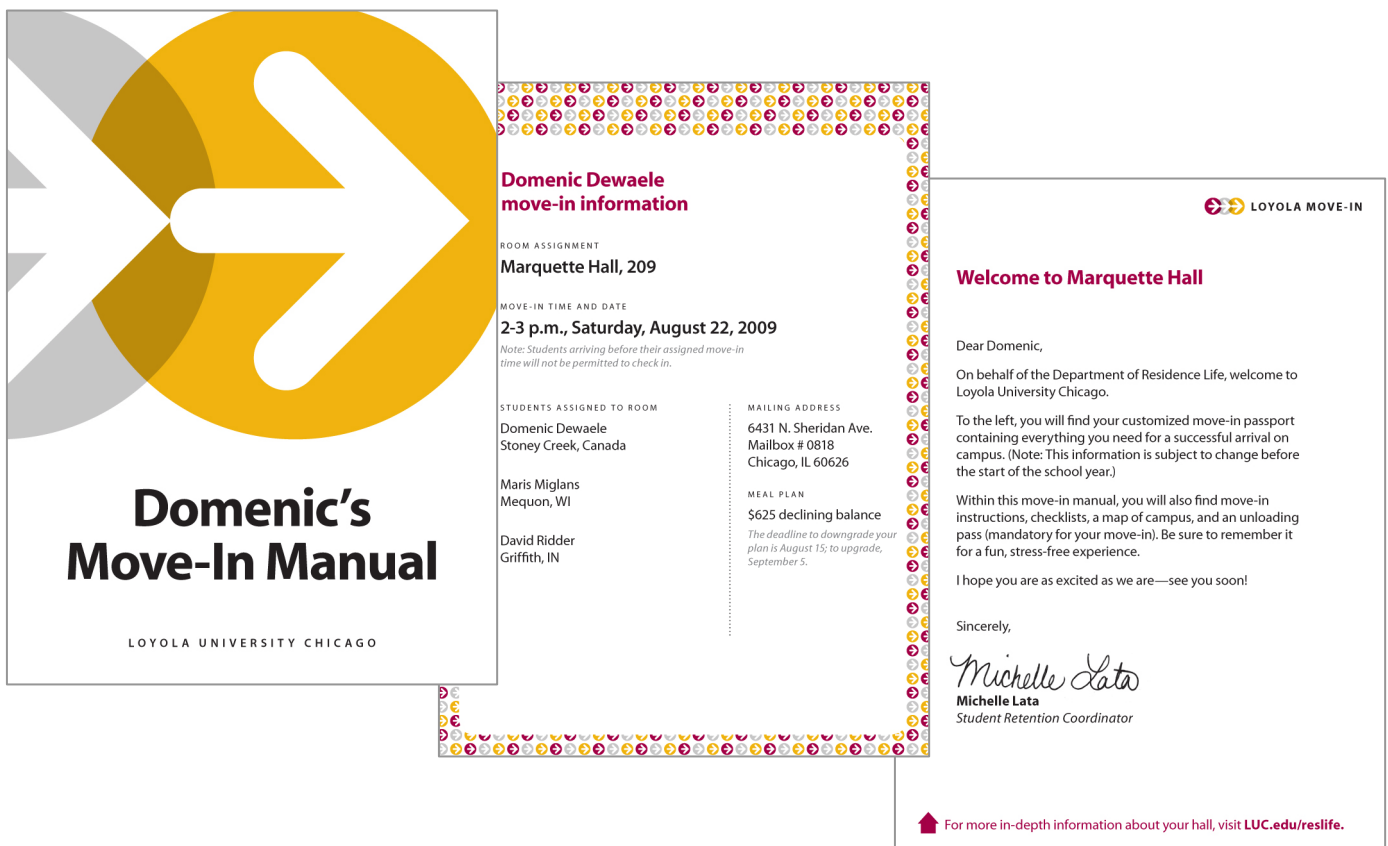 Domenic's
Move-In Manual
LOYOLA UNIVERSITY CHICAGO
Domenic Dewaele
move-in information
ROOM ASSIGNMENT
Marquette Hall, 209
MOVE-IN TIME AND DATE
2-3 p.m., Saturday, August 22, 2009
Note: Students arriving before their assigned move-in
time will not be permitted to check in.
STUDENTS ASSIGNED TO ROOM
Domenic Dewaele
Stoney Creek, Canada
Maris Miglans
Mequon, WI
David Ridder
Griffith, IN
MAILING ADDRESS
6431 N. Sheridan Ave.
Mailbox # 0818
Chicago, IL 60626
MEAL PLAN
$625 declining balance
The deadline to downgrade your
plan is August 15; to upgrade,
September 5.
LOYOLA MOVE-IN
Welcome to Marquette Hall
Dear Domenic,
On behalf of the Department of Residence Life, welcome to
Loyola University Chicago.
To the left, you will find your customized move-in passport
containing everything you need for a successful arrival on
campus. (Note: This information is subject to change before
the start of the school year.)
Within this move-in manual, you will also find move-in
instructions, checklists, a map of campus, and an unloading
pass (mandatory for your move-in). Be sure to remember it
for a fun, stress-free experience.
I hope you are as excited as we are—see you soon!
Sincerely,
Michelle Lata
Michelle Lata
Student Retention Coordinator
For more in-depth information about your hall, visit LUC.edu/reslife.